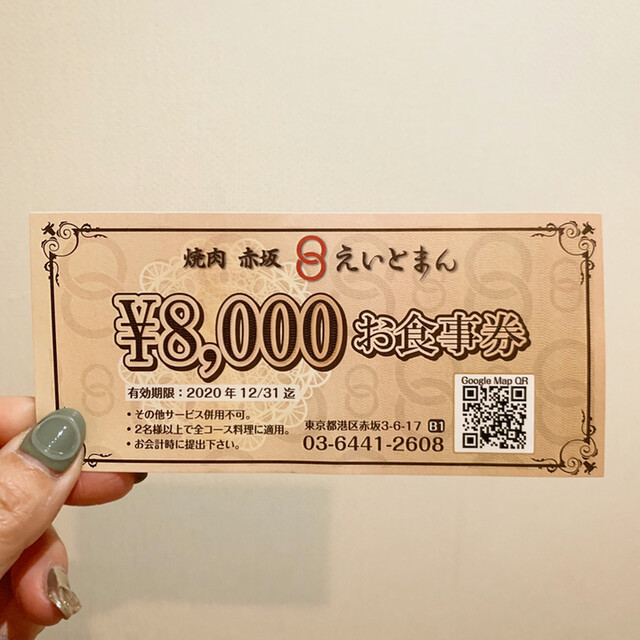 焼肉 赤坂 えいとまん
¥8,000 お食事券
有効期限：2020年12/31迄
・その他サービス併用不可。
・2名様以上で全コース料理に適用。
・お会計時に提出下さい。
東京都港区赤坂3-6-17 B1
03-6441-2608
Google Map QR